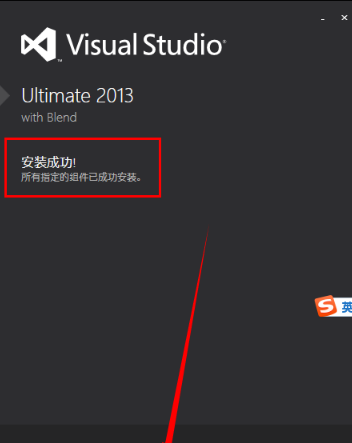 Visual Studio
Ultimate 2013
with Blend
安装成功!
所有指定的组件已成功安装。
英